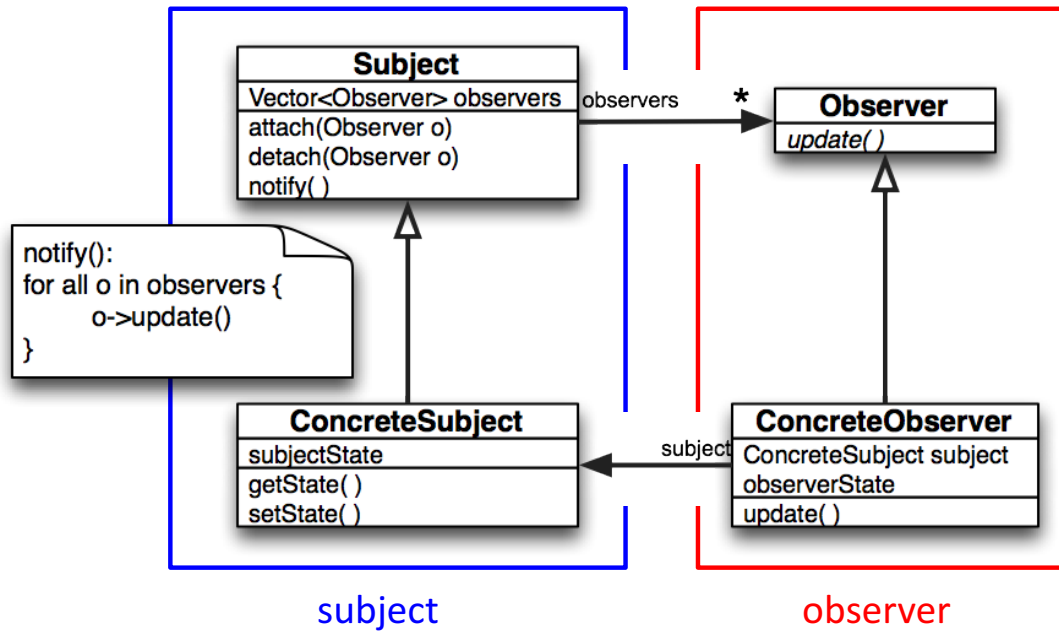 Subject
Vector<Observer> observers
attach(Observer o)
detach(Observer o)
notify( )
observers
*
Observer
update( )
notify():
for all o in observers {
o->update()
}
ConcreteSubject
subjectState
getState( )
setState( )
subject
ConcreteObserver
ConcreteSubject subject
observerState
update( )
subject
observer